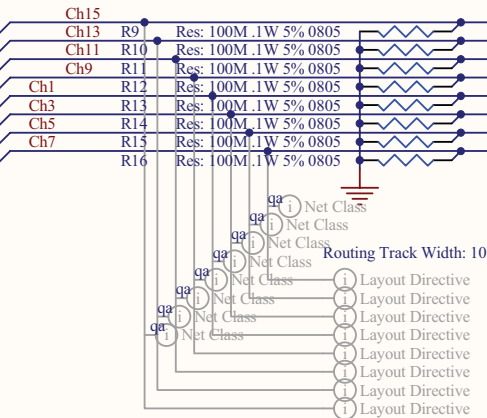 Ch15
Ch13 R9 Res: 100M .1W 5% 0805
Ch11 R10 Res: 100M .1W 5% 0805
Ch9 R11 Res: 100M .1W 5% 0805
Ch1 R12 Res: 100M .1W 5% 0805
Ch3 R13 Res: 100M .1W 5% 0805
Ch5 R14 Res: 100M .1W 5% 0805
Ch7 R15 Res: 100M .1W 5% 0805
R16 Res: 100M .1W 5% 0805
qa i Net Class
qa i Net Class
qa i Net Class
Routing Track Width: 10
qa i Net Class
qa i Net Class
i Layout Directive
qa i Net Class
i Layout Directive
qa i Net Class
i Layout Directive
qa i Net Class
i Layout Directive
i Layout Directive
i Layout Directive
i Layout Directive
i Layout Directive